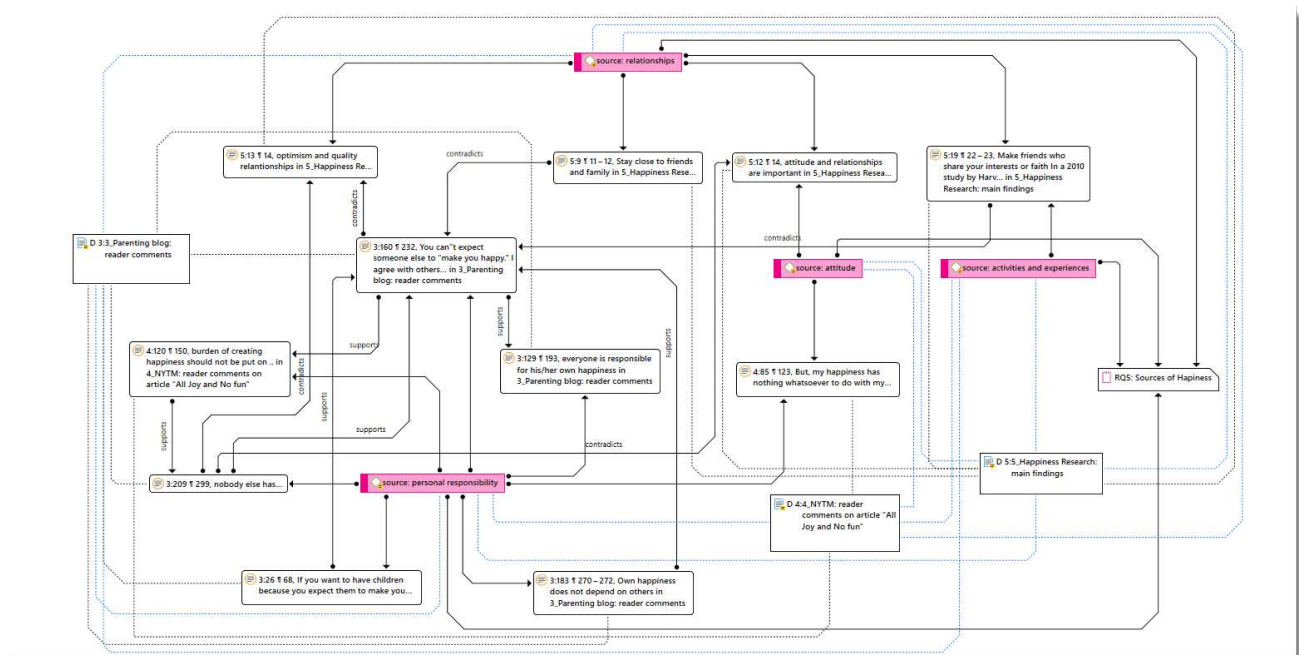 source: relationships
5:13 ¶ 14, optimism and quality
relantionships in 5_Happiness Re...
contradicts
5:9 ¶ 11 – 12, Stay close to friends
and family in 5_Happiness Rese...
5:12 ¶ 14, attitude and relationships
are important in 5_Happiness Resea...
5:19 ¶ 22 – 23, Make friends who
share your interests or faith In a 2010
study by Harv... in 5_Happiness
Research: main findings
contradicts
D 3:3_Parenting blog:
reader comments
3:160 ¶ 232, You can"t expect
someone else to "make you happy." I
agree with others... in 3_Parenting
blog: reader comments
contradicts
source: attitude
source: activities and experiences
supports
supports
supports
4:120 ¶ 150, burden of creating
happiness should not be put on .. in
4_NYTM: reader comments on
article "All Joy and No fun"
contradicts
3:129 ¶ 193, everyone is responsible
for his/her own happiness in
3_Parenting blog: reader comments
4:85 ¶ 123, But, my happiness has
nothing whatsoever to do with my...
RQ5: Sources of Hapiness
supports
supports
supports
contradicts
3:209 ¶ 299, nobody else has...
source: personal responsibility
D 5:5_Happiness Research:
main findings
D 4:4_NYTM: reader
comments on article "All
Joy and No fun"
3:26 ¶ 68, If you want to have children
because you expect them to make you...
3:183 ¶ 270 – 272, Own happiness
does not depend on others in
3_Parenting blog: reader comments